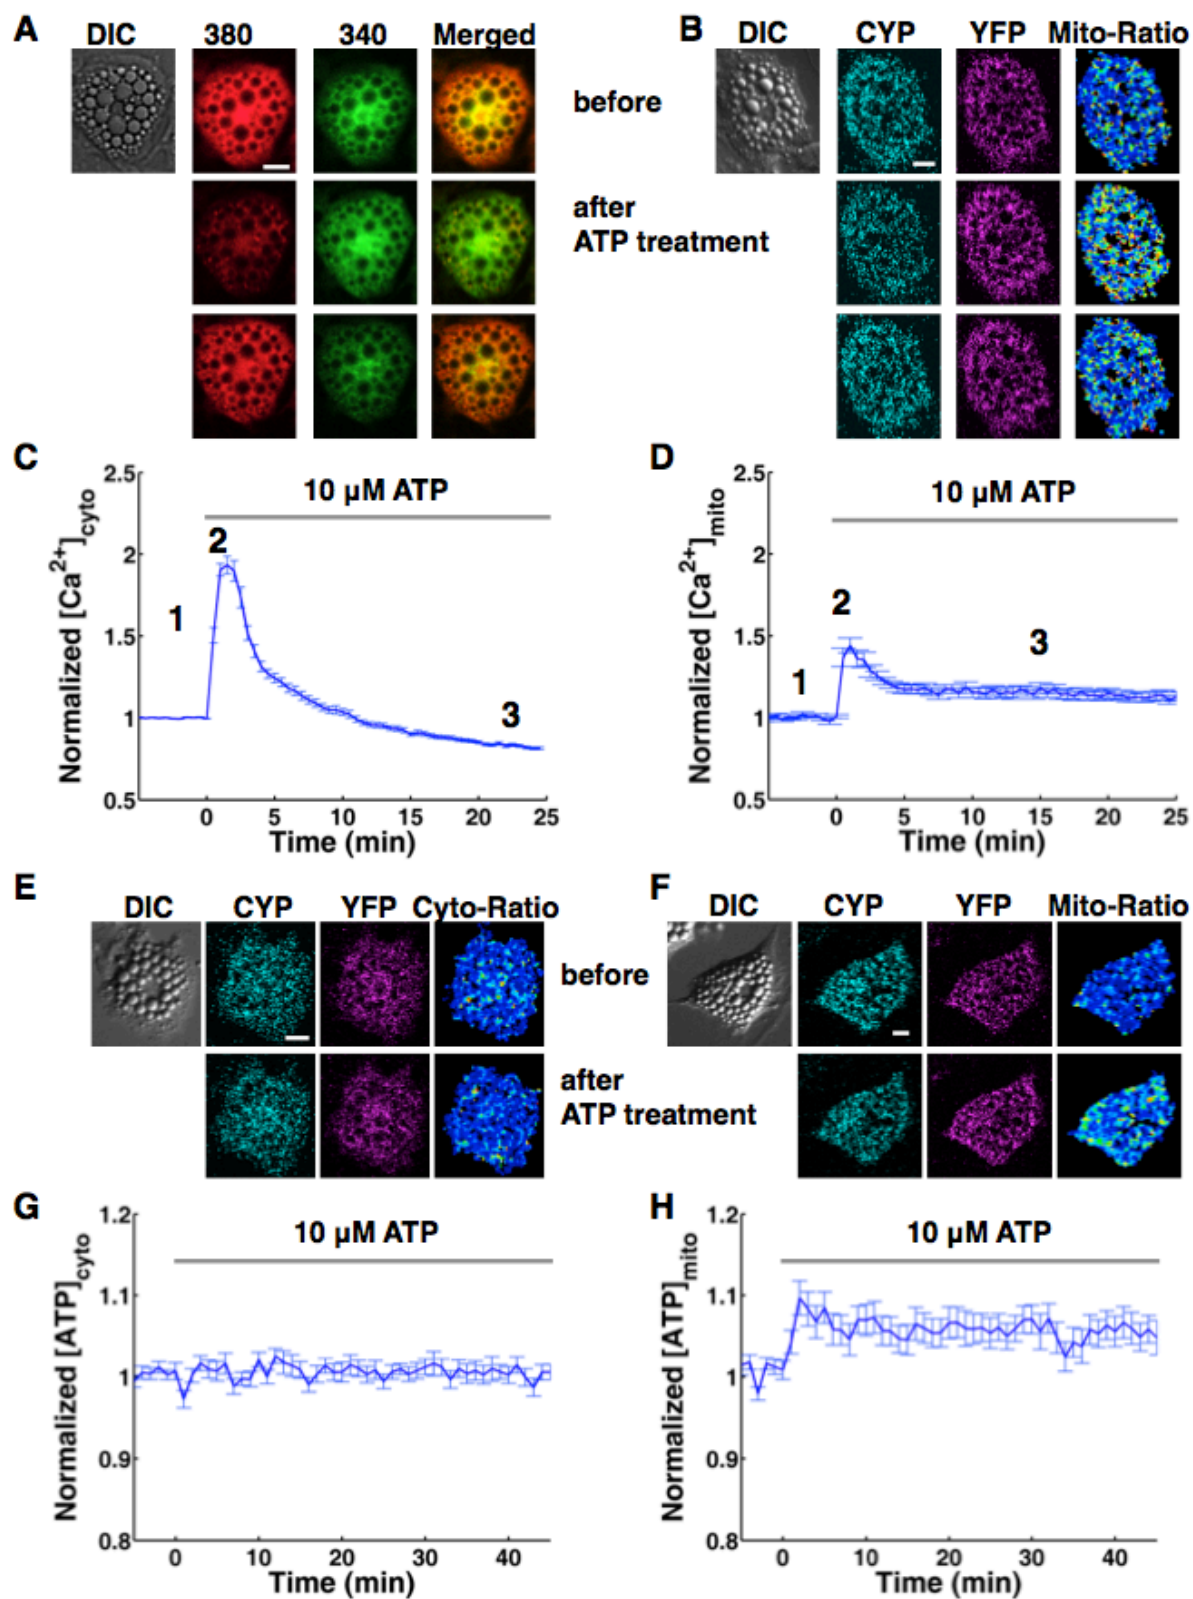 A
DIC 380 340 Merged
B
DIC CYP YFP Mito-Ratio
before
after
ATP treatment
C
10 µM ATP
Normalized [Ca2+]cyto
2.5
2
1.5
1
0.5
1
2
3
0 5 10 15 20 25
Time (min)
D
10 µM ATP
Normalized [Ca2+]mito
2.5
2
1.5
1
0.5
1
2
3
0 5 10 15 20 25
Time (min)
E
DIC CYP YFP Cyto-Ratio
F
DIC CYP YFP Mito-Ratio
before
after
ATP treatment
G
10 µM ATP
Normalized [ATP]cyto
1.2
1.1
1
0.9
0.8
0 10 20 30 40
Time (min)
H
10 µM ATP
Normalized [ATP]mito
1.2
1.1
1
0.9
0.8
0 10 20 30 40
Time (min)